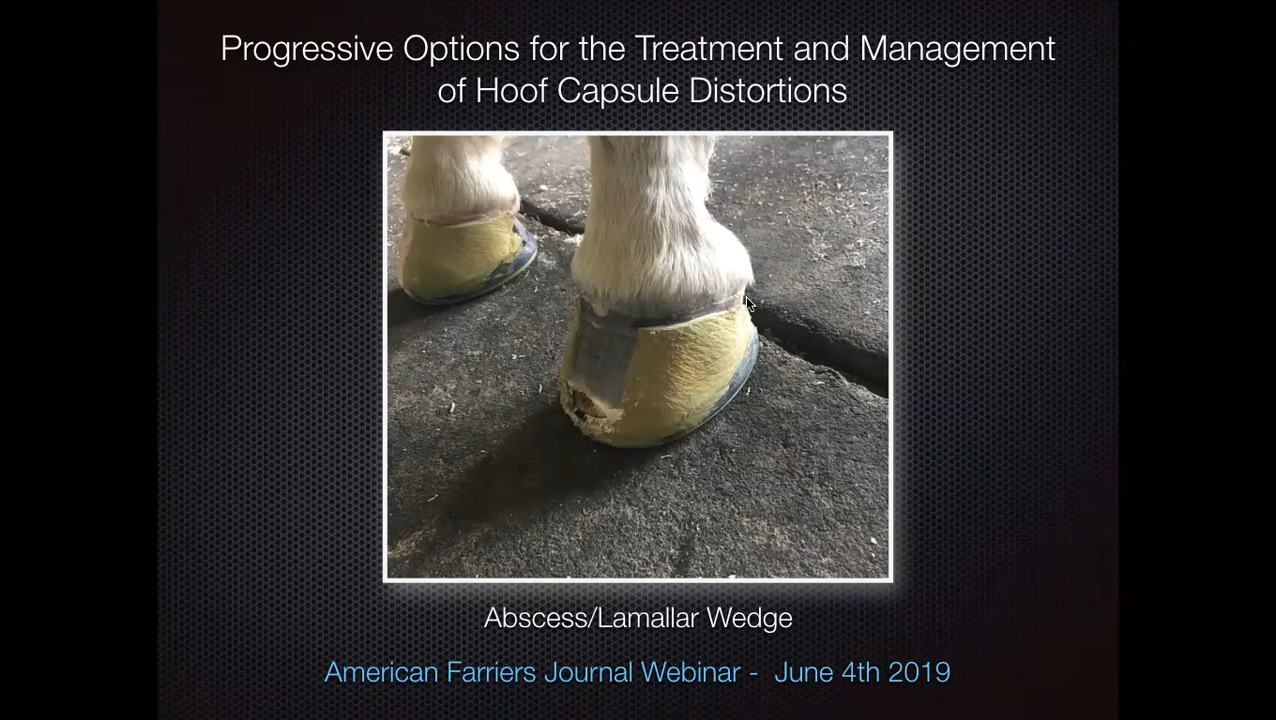 Progressive Options for the Treatment and Management
of Hoof Capsule Distortions
Abscess/Lamallar Wedge
American Farriers Journal Webinar - June 4th 2019